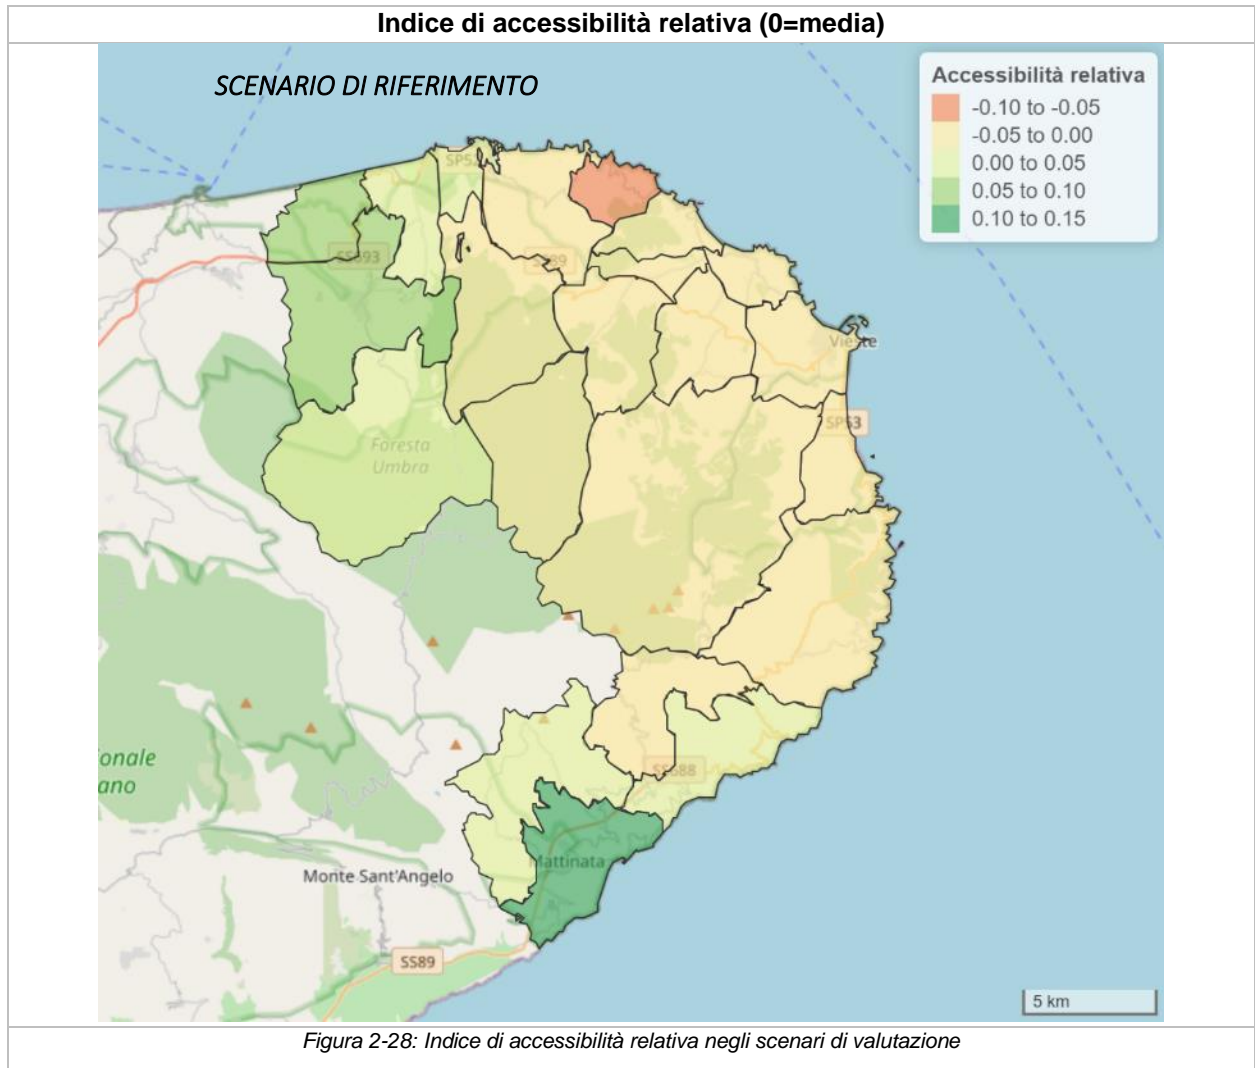 Indice di accessibilità relativa (0=media)
SCENARIO DI RIFERIMENTO
Accessibilità relativa
-0.10 to -0.05
-0.05 to 0.00
0.00 to 0.05
0.05 to 0.10
0.10 to 0.15
SP52
SS693
SS89
Vieste
SP53
Foresta
Umbra
SS688
onale
ano
Mattinata
Monte Sant'Angelo
SS89
5 km
Figura 2-28: Indice di accessibilità relativa negli scenari di valutazione